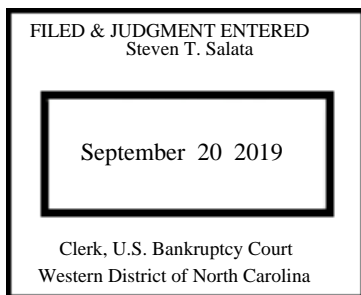 FILED & JUDGMENT ENTERED
Steven T. Salata
September 20 2019
Clerk, U.S. Bankruptcy Court
Western District of North Carolina